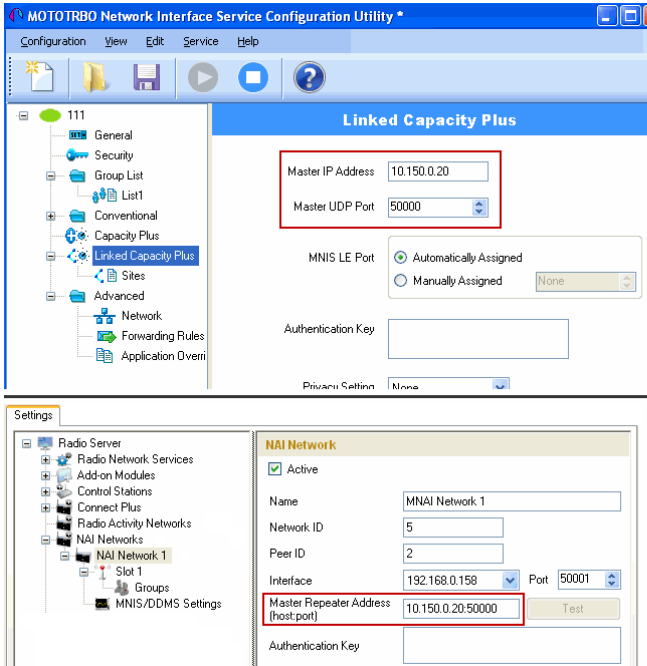 MOTOTRBO Network Interface Service Configuration Utility *
Configuration View Edit Service Help
111
General
Security
Group List
List1
Conventional
Capacity Plus
Linked Capacity Plus
Sites
Advanced
Network
Forwarding Rules
Application Overri
Linked Capacity Plus
Master IP Address 10.150.0.20
Master UDP Port 50000
MNIS LE Port Automatically Assigned
Manually Assigned None
Authentication Key
Privacy Setting None
Settings
Radio Server
Radio Network Services
Add-on Modules
Control Stations
Connect Plus
Radio Activity Networks
NAI Networks
NAI Network 1
Slot 1
Groups
MNIS/DDMS Settings
NAI Network
Active
Name MNAI Network 1
Network ID 5
Peer ID 2
Interface 192.168.0.158 Port 50001
Master Repeater Address 10.150.0.20:50000 Test
(host:port)
Authentication Key